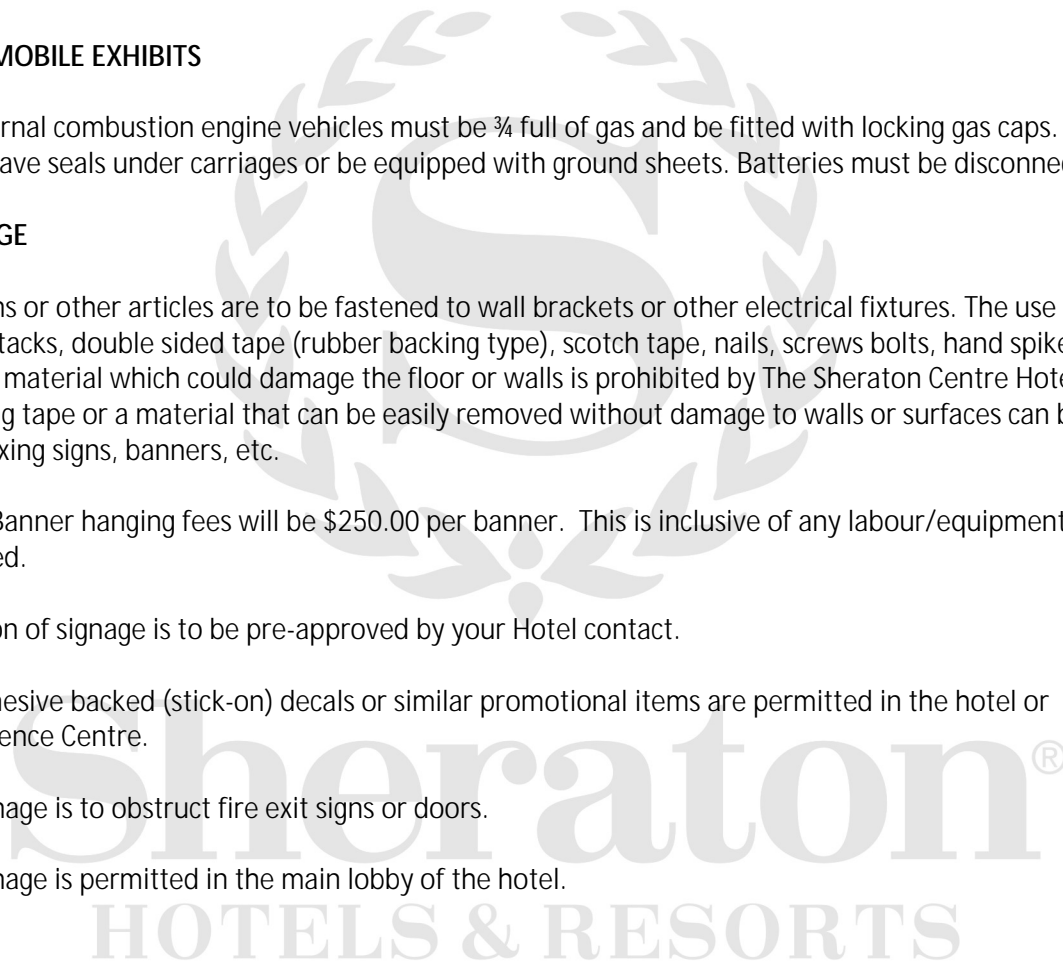 MOBILE EXHIBITS
rnal combustion engine vehicles must be ¾ full of gas and be fitted with locking gas caps.
ave seals under carriages or be equipped with ground sheets. Batteries must be disconnec
GE
ns or other articles are to be fastened to wall brackets or other electrical fixtures. The use
tacks, double sided tape (rubber backing type), scotch tape, nails, screws bolts, hand spike
material which could damage the floor or walls is prohibited by The Sheraton Centre Hote
g tape or a material that can be easily removed without damage to walls or surfaces can b
xing signs, banners, etc.
Banner hanging fees will be $250.00 per banner. This is inclusive of any labour/equipment
ed.
on of signage is to be pre-approved by your Hotel contact.
hesive backed (stick-on) decals or similar promotional items are permitted in the hotel or
ence Centre.
nage is to obstruct fire exit signs or doors.
nage is permitted in the main lobby of the hotel.
S
Sheraton®
HOTELS & RESORTS